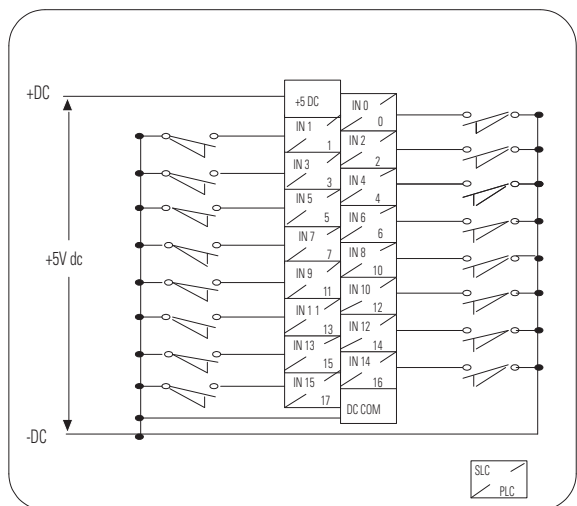 +DC
+5 DC
IN 0
0
IN 1
1
IN 2
2
IN 3
3
IN 4
4
IN 5
5
IN 6
6
IN 7
7
IN 8
10
+5V dc
IN 9
11
IN 10
12
IN 1 1
13
IN 12
14
IN 13
15
IN 14
16
IN 15
17
DC COM
-DC
SLC
PLC